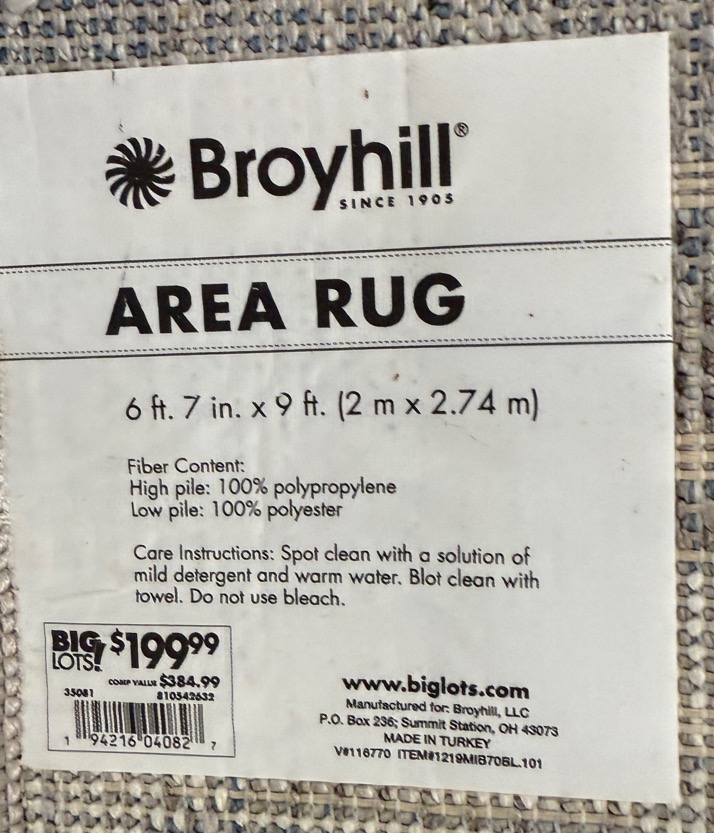 Broyhill®
SINCE 1905
AREA RUG
6 ft. 7 in. x 9 ft. (2 m x 2.74 m)
Fiber Content:
High pile: 100% polypropylene
Low pile: 100% polyester
Care Instructions: Spot clean with a solution of
mild detergent and warm water. Blot clean with
towel. Do not use bleach.
BIG LOTS! $199.99
COMP VALUE $384.99
35081 810542632
1 94216 04082 7
www.biglots.com
Manufactured for: Broyhill, LLC
P.O. Box 236; Summit Station, OH 43073
MADE IN TURKEY
V#116770 ITEM#1219MIB70BL.101